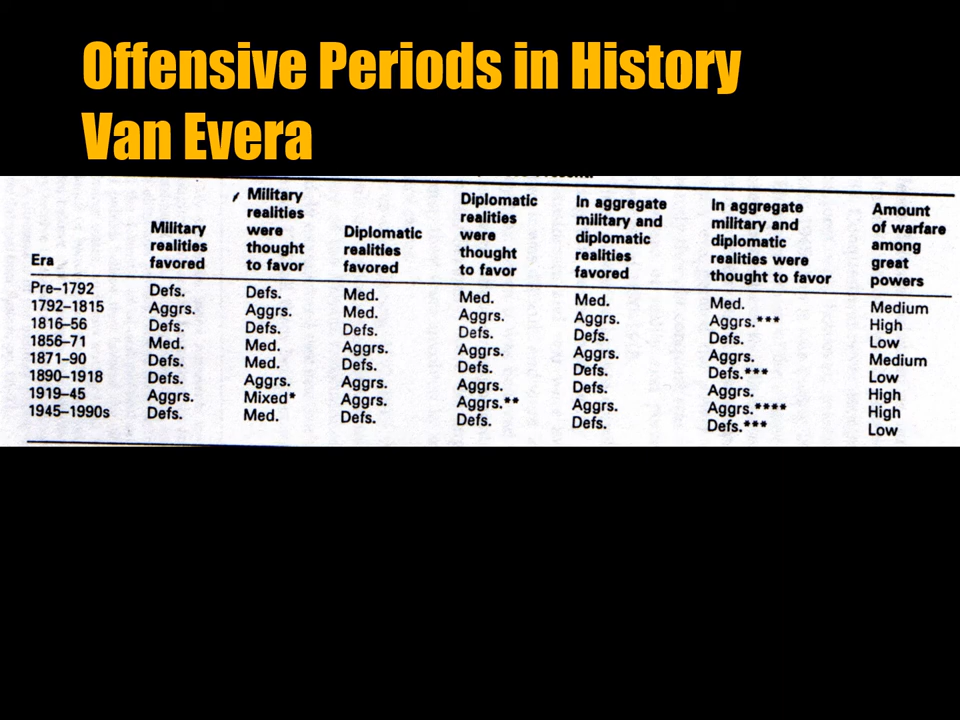 Offensive Periods in History
Van Evera
Era
Military
realities
favored
Military
realities
were
thought
to favor
Diplomatic
realities
favored
Diplomatic
realities
were
thought
to favor
In aggregate
military and
diplomatic
realities
favored
In aggregate
military and
diplomatic
realities were
thought to favor
Amount
of warfare
among
great
powers
Pre–1792 Defs. Defs. Med. Med. Med. Med. Medium
1792–1815 Aggrs. Aggrs. Med. Aggrs. Aggrs. Aggrs.*** High
1816–56 Defs. Defs. Defs. Defs. Defs. Defs. Low
1856–71 Med. Med. Aggrs. Aggrs. Aggrs. Aggrs. Medium
1871–90 Defs. Med. Defs. Defs. Defs. Defs.*** Low
1890–1918 Defs. Aggrs. Aggrs. Aggrs. Defs. Aggrs. High
1919–45 Aggrs. Mixed* Aggrs. Aggrs.** Aggrs. Aggrs.**** High
1945–1990s Defs. Med. Defs. Defs. Defs. Defs.*** Low